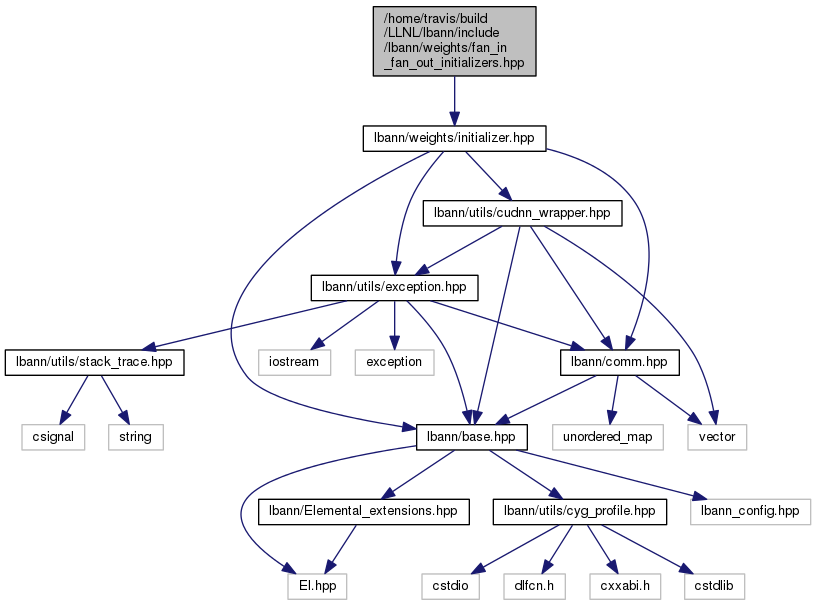 /home/travis/build
/LLNL/lbann/include
/lbann/weights/fan_in
_fan_out_initializers.hpp
lbann/weights/initializer.hpp
lbann/utils/cudnn_wrapper.hpp
lbann/utils/exception.hpp
lbann/utils/stack_trace.hpp
iostream
exception
lbann/comm.hpp
csignal
string
lbann/base.hpp
unordered_map
vector
lbann/Elemental_extensions.hpp
lbann/utils/cyg_profile.hpp
lbann_config.hpp
El.hpp
cstdio
dlfcn.h
cxxabi.h
cstdlib